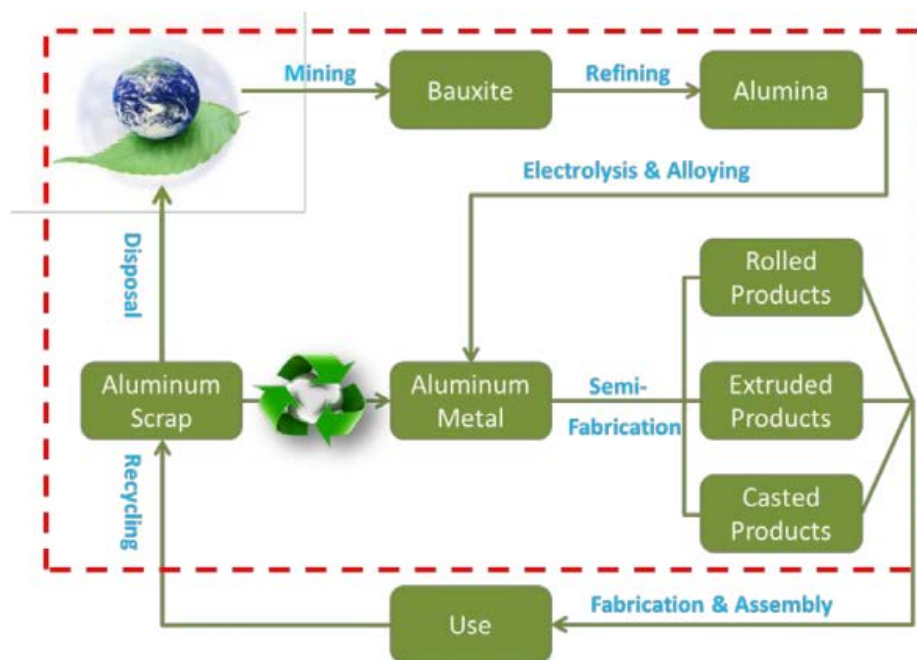 Mining
Bauxite
Refining
Alumina
Electrolysis & Alloying
Disposal
Rolled
Products
Aluminum
Scrap
Aluminum
Metal
Semi-
Fabrication
Extruded
Products
Casted
Products
Recycling
Use
Fabrication & Assembly